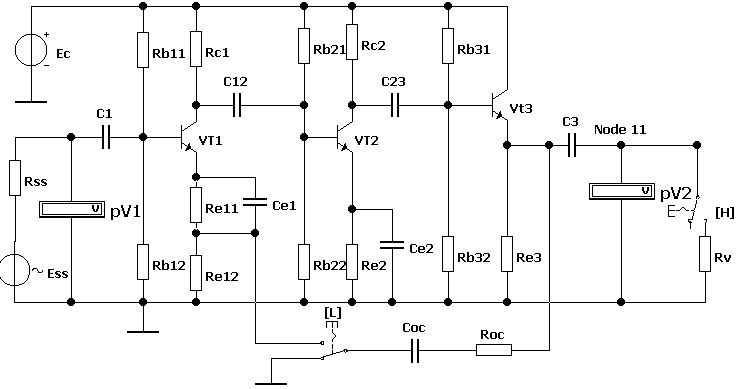 +
Ec
−
Rb11
Rc1
Rb21
Rc2
Rb31
C12
C23
Vt3
C1
VT1
VT2
C3
Node 11
Rss
V
pV1
Re11
Ce1
V
pV2
E
[H]
Ess
Rb12
Re12
Rb22
Re2
Ce2
Rb32
Re3
Rv
[L]
Coc
Roc